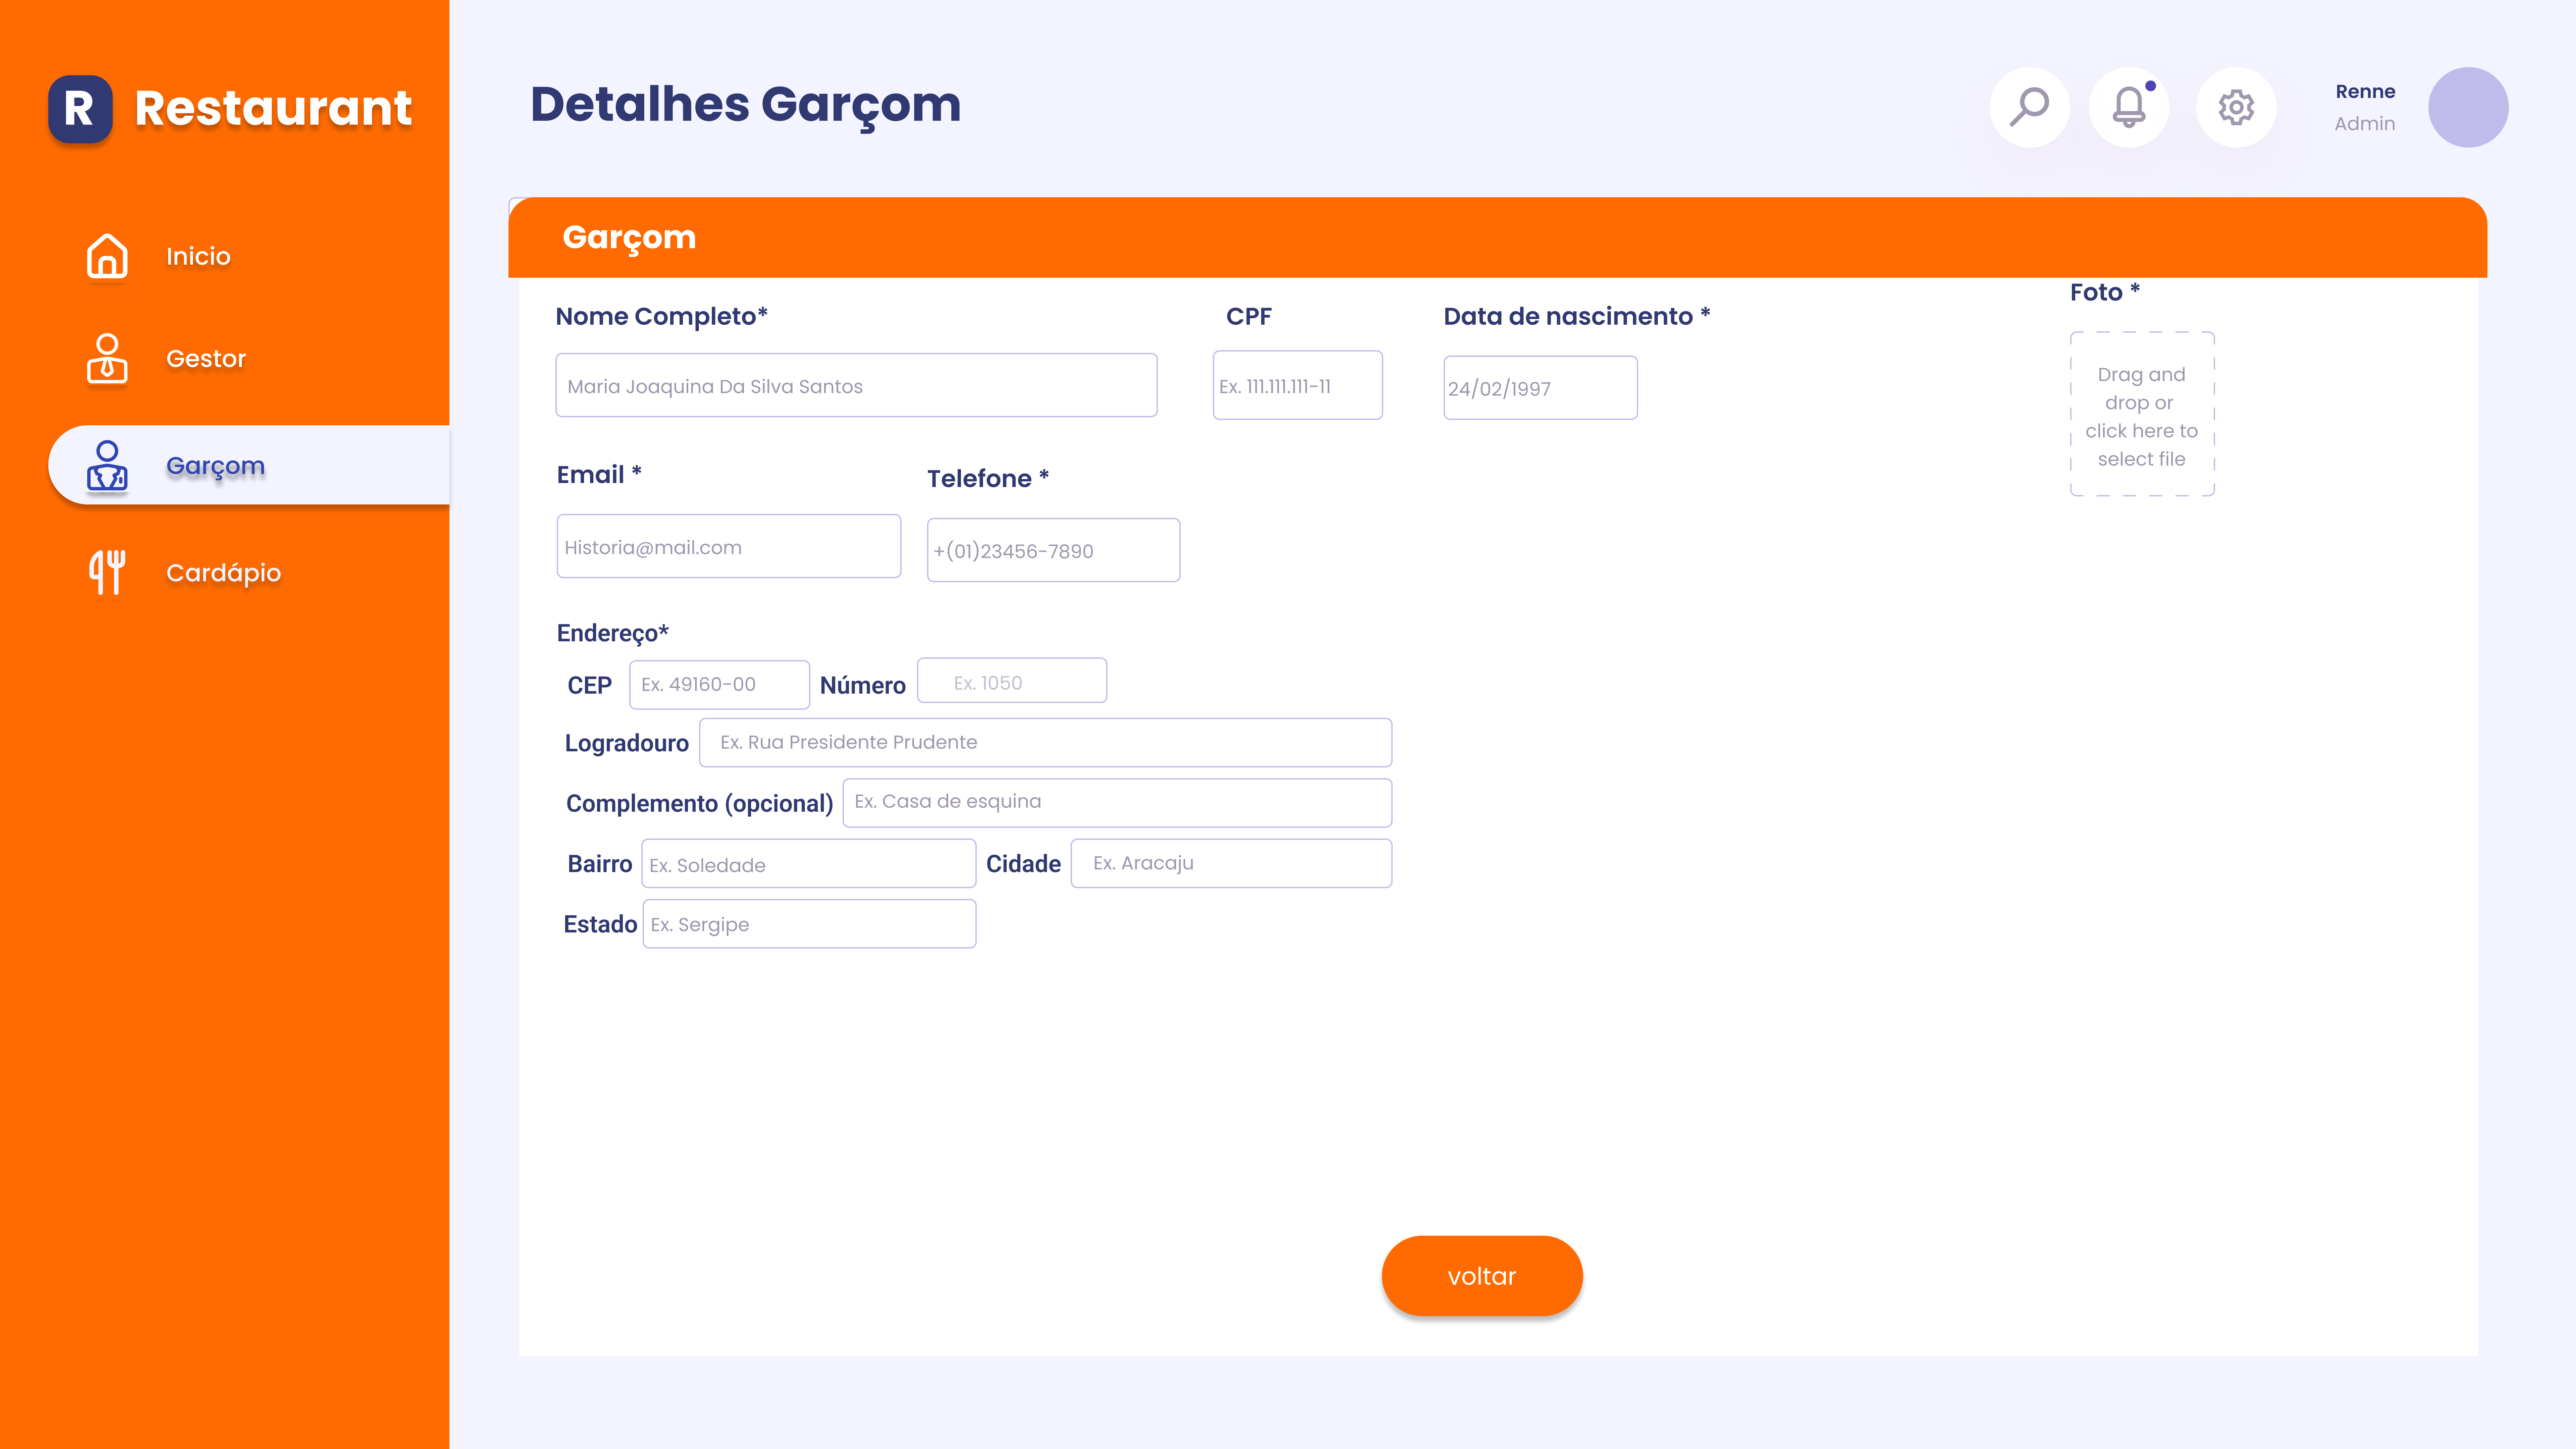 R Restaurant
Detalhes Garçom
Renne
Admin
Inicio
Gestor
Garçom
Cardápio
Garçom
Nome Completo*
CPF
Data de nascimento *
Foto *
Maria Joaquina Da Silva Santos
Ex. 111.111.111-11
24/02/1997
Drag and
drop or
click here to
select file
Email *
Telefone *
Historia@mail.com
+(01)23456-7890
Endereço*
CEP Ex. 49160-00 Número Ex. 1050
Logradouro Ex. Rua Presidente Prudente
Complemento (opcional) Ex. Casa de esquina
Bairro Ex. Soledade Cidade Ex. Aracaju
Estado Ex. Sergipe
voltar